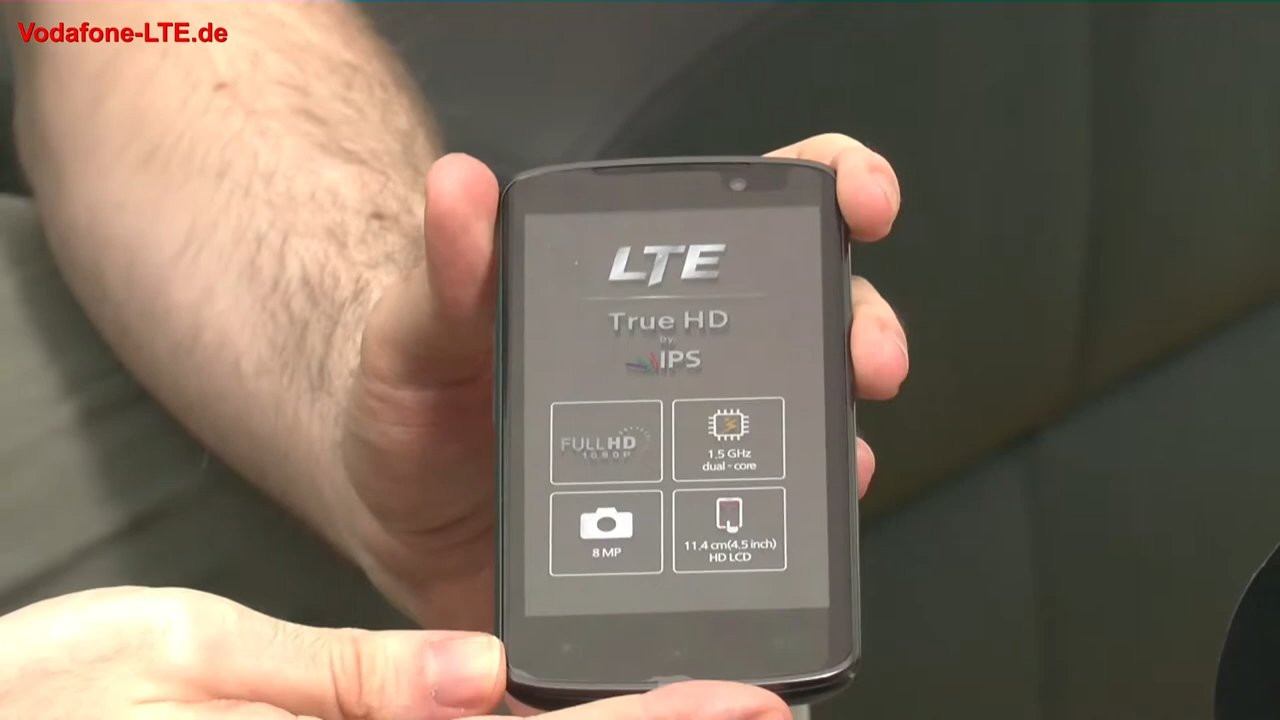 Vodafone-LTE.de
LTE
True HD
by
IPS
FULL HD
1080P
1.5 GHz
dual-core
8 MP
11.4 cm(4.5 inch)
HD LCD